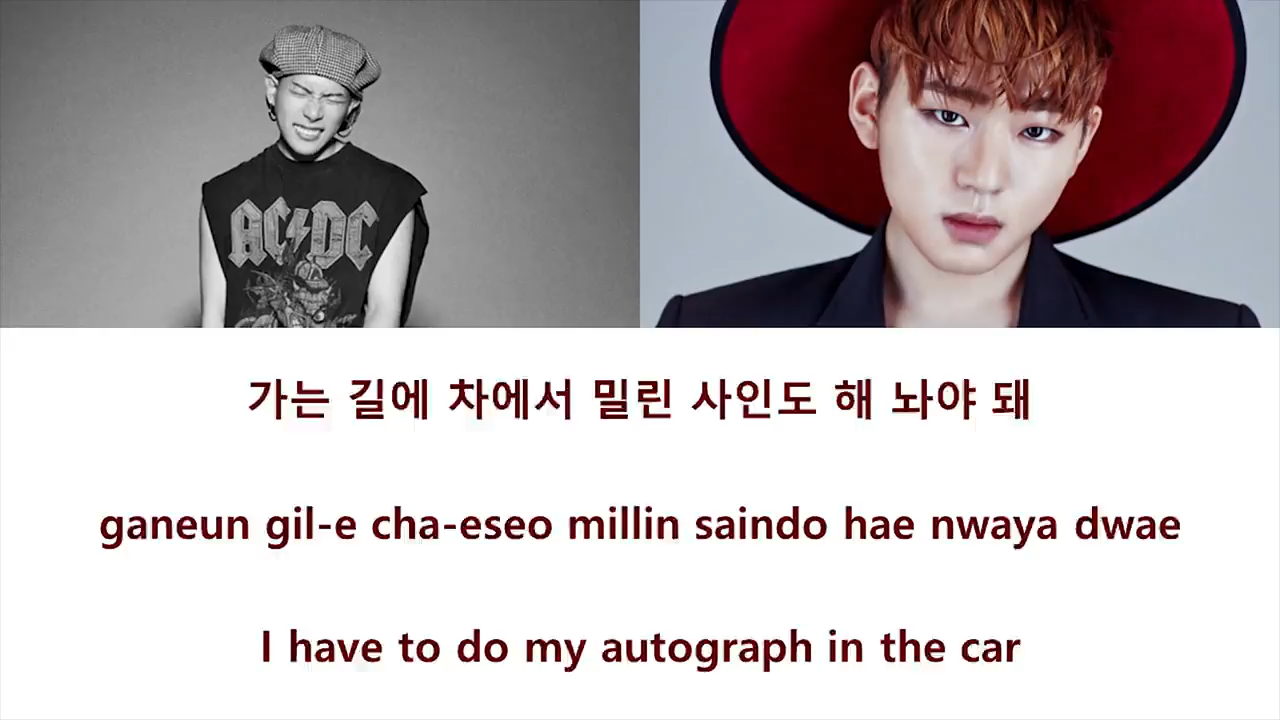 AC⚡DC
가는 길에 차에서 밀린 사인도 해 놔야 돼
ganeun gil-e cha-eseo millin saindo hae nwaya dwae
I have to do my autograph in the car